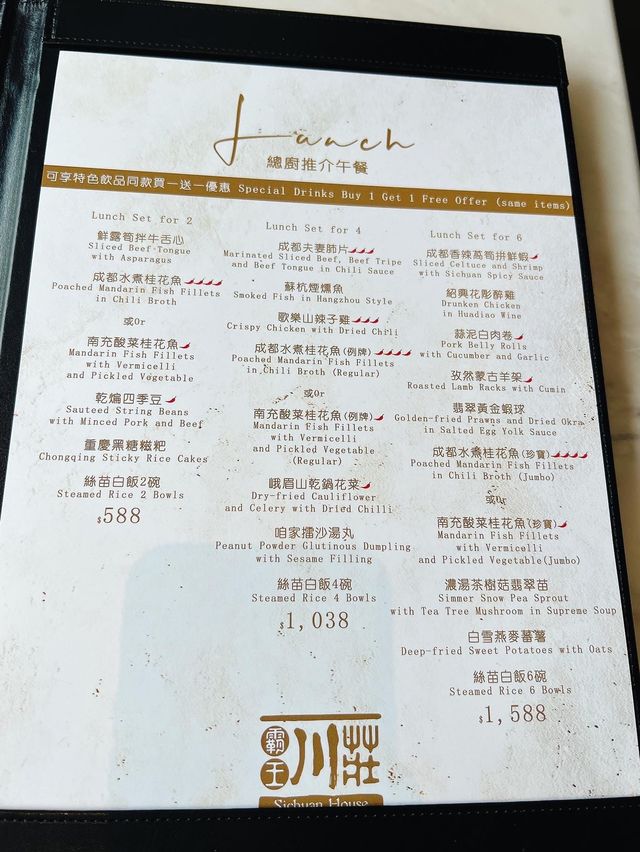 Lunch
總廚推介午餐
可享特色飲品同款買一送一優惠 Special Drinks Buy 1 Get 1 Free Offer (same items)
Lunch Set for 2
鮮露筍拌牛舌心
Sliced Beef Tongue
with Asparagus
成都水煮桂花魚
Poached Mandarin Fish Fillets
in Chili Broth
或Or
南充酸菜桂花魚
Mandarin Fish Fillets
with Vermicelli
and Pickled Vegetable
乾煸四季豆
Sauteed String Beans
with Minced Pork and Beef
重慶黑糖糍粑
Chongqing Sticky Rice Cakes
絲苗白飯2碗
Steamed Rice 2 Bowls
$588
Lunch Set for 4
成都夫妻肺片
Marinated Sliced Beef, Beef Tripe
and Beef Tongue in Chili Sauce
蘇杭煙燻魚
Smoked Fish in Hangzhou Style
歌樂山辣子雞
Crispy Chicken with Dried Chili
成都水煮桂花魚(例牌)
Poached Mandarin Fish Fillets
in Chili Broth (Regular)
或Or
南充酸菜桂花魚(例牌)
Mandarin Fish Fillets
with Vermicelli
and Pickled Vegetable
(Regular)
峨眉山乾鍋花菜
Dry-fried Cauliflower
and Celery with Dried Chilli
咱家擂沙湯丸
Peanut Powder Glutinous Dumpling
with Sesame Filling
絲苗白飯4碗
Steamed Rice 4 Bowls
$1,038
Lunch Set for 6
成都香辣萵筍拼鮮蝦
Sliced Celtuce and Shrimp
with Sichuan Spicy Sauce
紹興花彫醉雞
Drunken Chicken
in Huadiao Wine
蒜泥白肉卷
Pork Belly Rolls
with Cucumber and Garlic
孜然蒙古羊架
Roasted Lamb Racks with Cumin
翡翠黃金蝦球
Golden-fried Prawns and Dried Okra
in Salted Egg Yolk Sauce
成都水煮桂花魚(珍寶)
Poached Mandarin Fish Fillets
in Chili Broth (Jumbo)
或Or
南充酸菜桂花魚(珍寶)
Mandarin Fish Fillets
with Vermicelli
and Pickled Vegetable(Jumbo)
濃湯茶樹菇翡翠苗
Simmer Snow Pea Sprout
with Tea Tree Mushroom in Supreme Soup
白雪燕麥蕃薯
Deep-fried Sweet Potatoes with Oats
絲苗白飯6碗
Steamed Rice 6 Bowls
$1,588
霸王川莊
Sichuan House